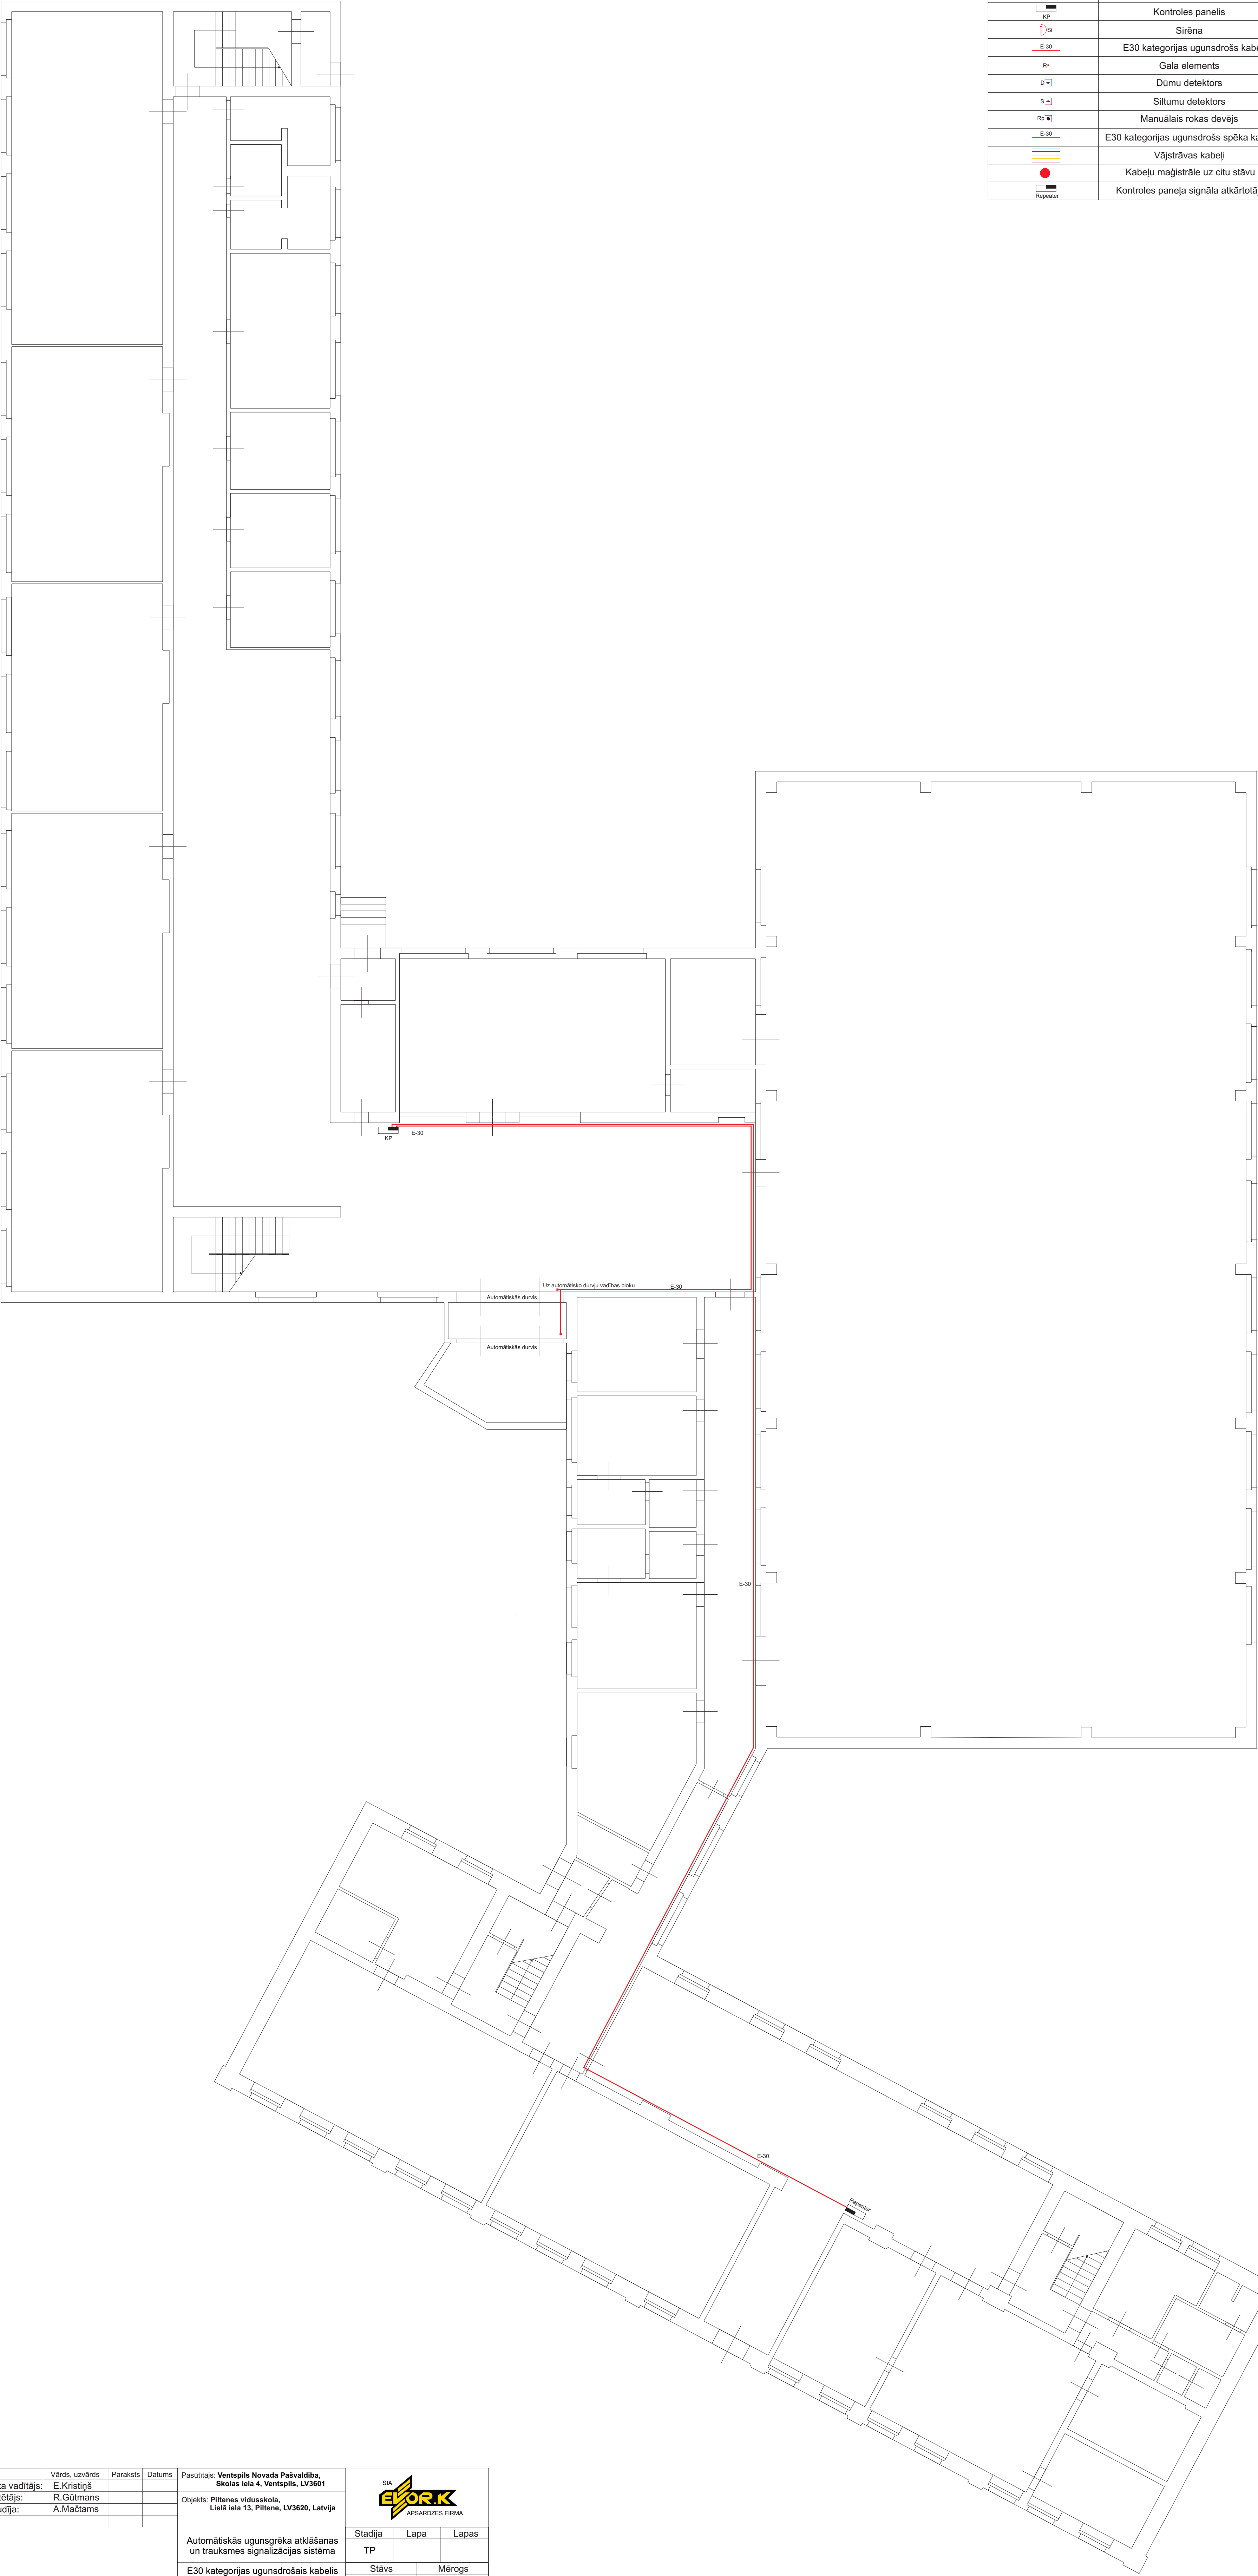 KP Kontroles panelis
Si Sirēna
E-30 E30 kategorijas ugunsdrošs
R Gala elements
D Dūmu detektors
S Siltumu detektors
Rp Manuālais rokas devējs
E-30 E30 kategorijas ugunsdrošs spēka
Vājstrāvas kabeļi
Kabeļu maģistrāle uz citu stāvu
Repeater Kontroles paneļa signāla
KP
E-30
Uz automātisko durvju vadības bloku
E-30
Automātiskās durvis
Automātiskās durvis
E-30
E-30
Repeater
Vārds, uzvārds Paraksts Datums
vadītājs: E.Kristiņš
R.Gūtmans
A.Mačtams
Pasūtītājs: Ventspils Novada Pašvaldība,
Skolas iela 4, Ventspils, LV3601
Objekts: Piltenes vidusskola,
Lielā iela 13, Piltene, LV3620, Latvija
SIA
EVOR.K
APSARDZES FIRMA
Automātiskās ugunsgrēka atklāšanas
un trauksmes signalizācijas sistēma
Stadija Lapa Lapas
TP
E30 kategorijas ugunsdrošais kabelis
Stāvs Mērogs